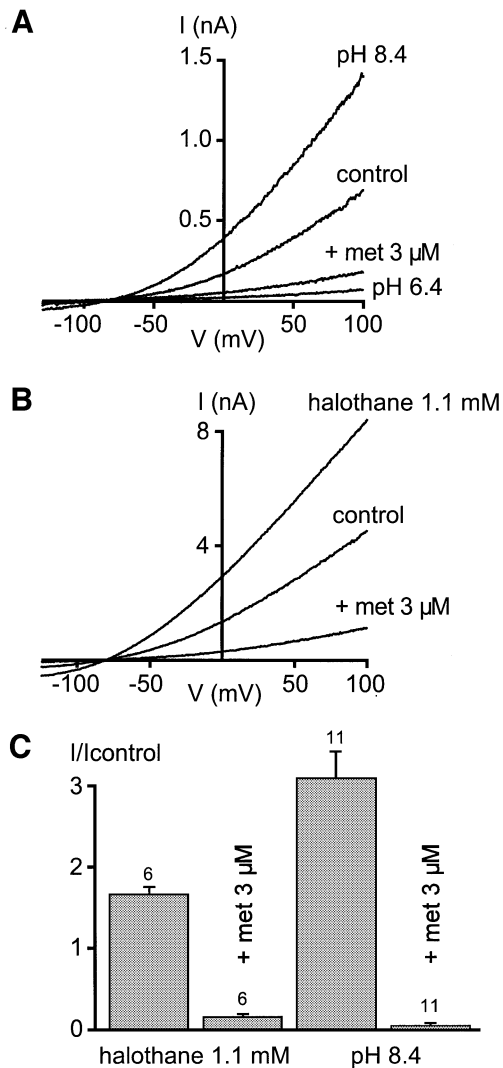 A
I (nA)
pH 8.4
1.5
1.0
control
0.5
+ met 3 µM
pH 6.4
-100 -50 50 100
V (mV)
B
I (nA)
halothane 1.1 mM
8
control
4
+ met 3 µM
-100 -50 50 100
V (mV)
C
I/Icontrol
11
3
+ met 3 µM
+ met 3 µM
6
2
1
6
11
0
halothane 1.1 mM pH 8.4